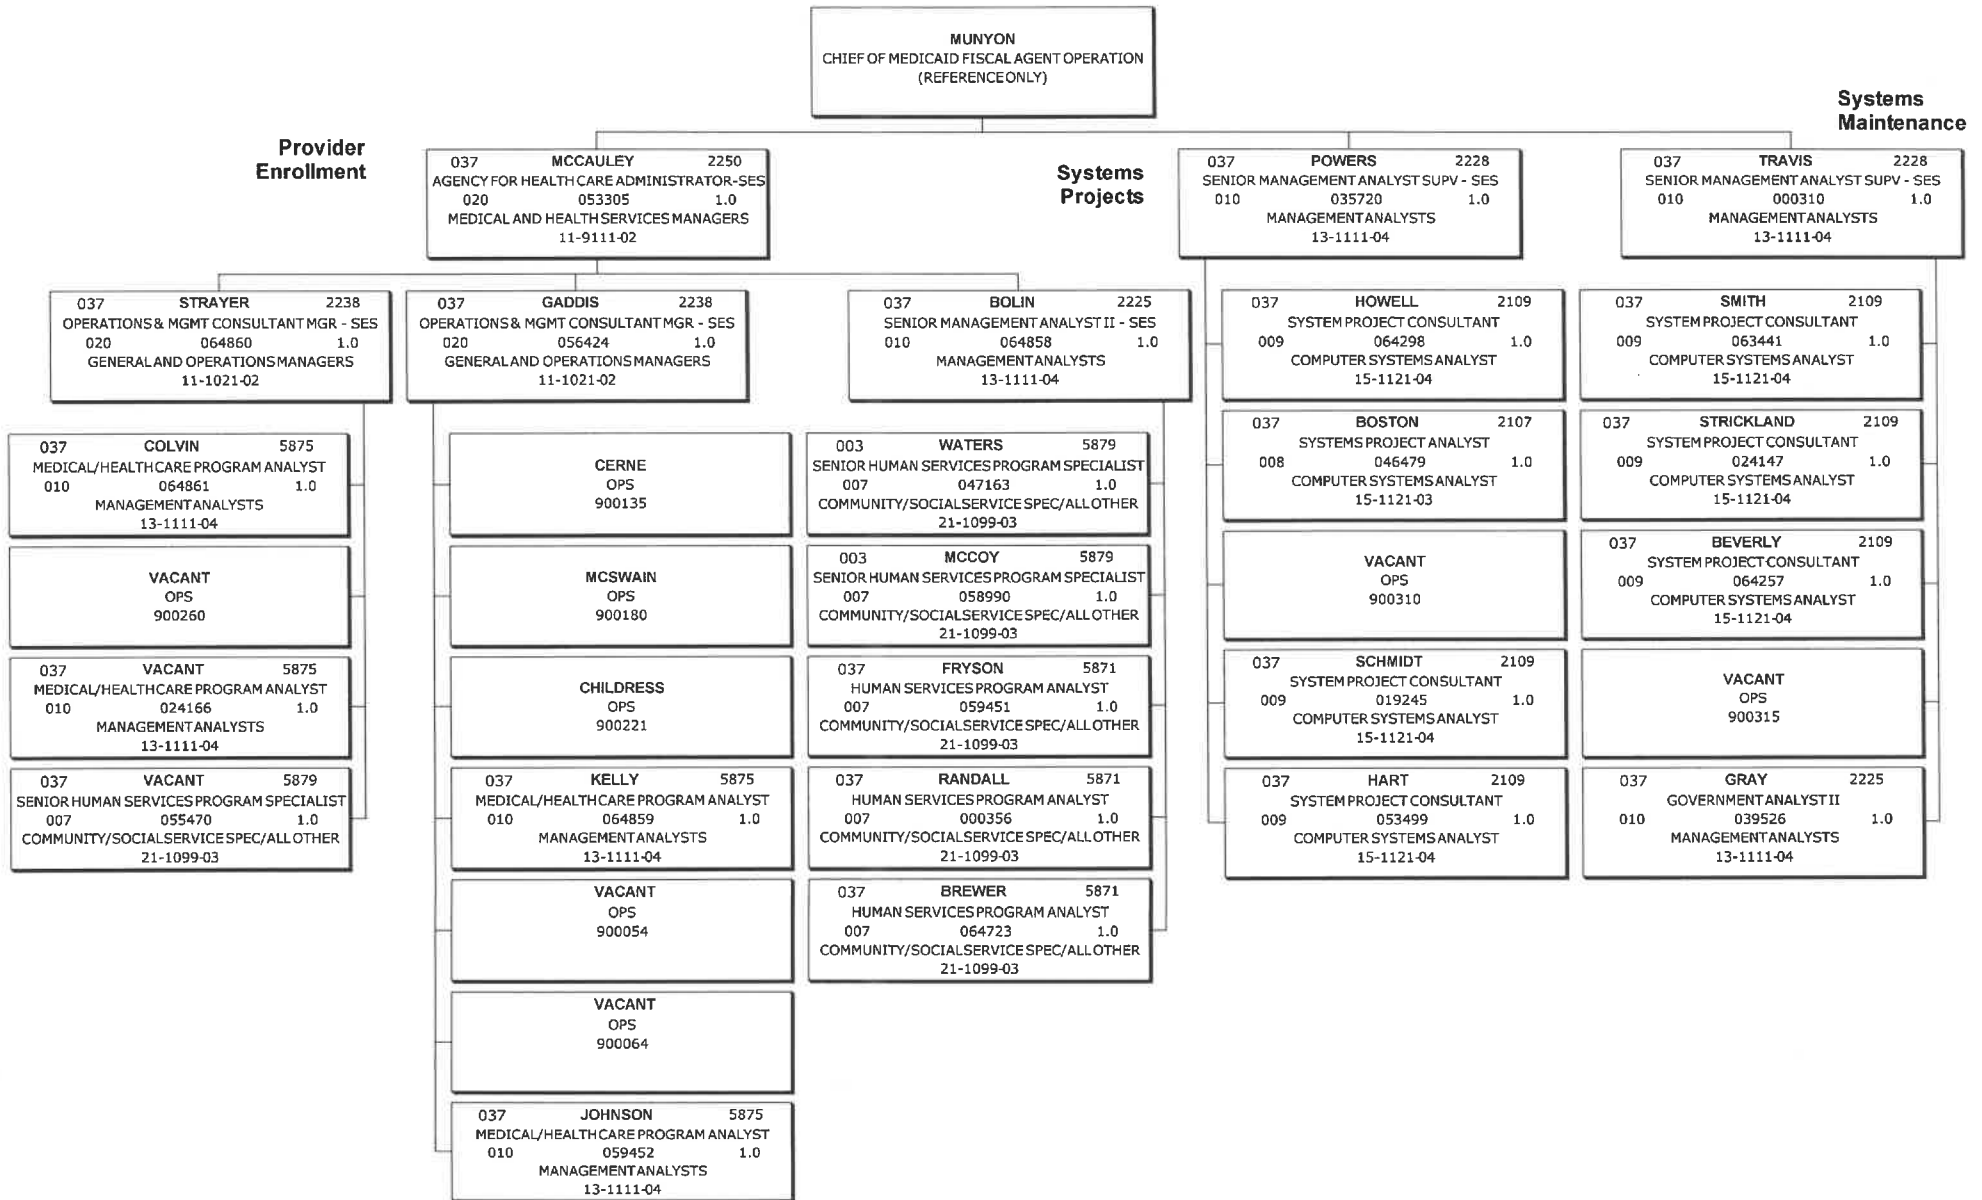 MUNYON
CHIEF OF MEDICAID FISCAL AGENT OPERATION
(REFERENCE ONLY)
Provider
Enrollment
037 MCCAULEY 2250
AGENCY FOR HEALTH CARE ADMINISTRATOR-SES
020 053305 1.0
MEDICAL AND HEALTH SERVICES MANAGERS
11-9111-02
Systems
Projects
037 POWERS 2228
SENIOR MANAGEMENT ANALYST SUPV - SES
010 035720 1.0
MANAGEMENT ANALYSTS
13-1111-04
Systems
Maintenance
037 TRAVIS 2228
SENIOR MANAGEMENT ANALYST SUPV - SES
010 000310 1.0
MANAGEMENT ANALYSTS
13-1111-04
037 STRAYER 2238
OPERATIONS & MGMT CONSULTANT MGR - SES
020 064860 1.0
GENERAL AND OPERATIONS MANAGERS
11-1021-02
037 COLVIN 5875
MEDICAL/HEALTH CARE PROGRAM ANALYST
010 064861 1.0
MANAGEMENT ANALYSTS
13-1111-04
VACANT
OPS
900260
037 VACANT 5875
MEDICAL/HEALTH CARE PROGRAM ANALYST
010 024166 1.0
MANAGEMENT ANALYSTS
13-1111-04
037 VACANT 5879
SENIOR HUMAN SERVICES PROGRAM SPECIALIST
007 055470 1.0
COMMUNITY/SOCIAL SERVICE SPEC/ALL OTHER
21-1099-03
037 GADDIS 2238
OPERATIONS & MGMT CONSULTANT MGR - SES
020 056424 1.0
GENERAL AND OPERATIONS MANAGERS
11-1021-02
CERNE
OPS
900135
MCSWAIN
OPS
900180
CHILDRESS
OPS
900221
037 KELLY 5875
MEDICAL/HEALTH CARE PROGRAM ANALYST
010 064859 1.0
MANAGEMENT ANALYSTS
13-1111-04
VACANT
OPS
900054
VACANT
OPS
900064
037 JOHNSON 5875
MEDICAL/HEALTH CARE PROGRAM ANALYST
010 059452 1.0
MANAGEMENT ANALYSTS
13-1111-04
037 BOLIN 2225
SENIOR MANAGEMENT ANALYST II - SES
010 064858 1.0
MANAGEMENT ANALYSTS
13-1111-04
003 WATERS 5879
SENIOR HUMAN SERVICES PROGRAM SPECIALIST
007 047163 1.0
COMMUNITY/SOCIAL SERVICE SPEC/ALL OTHER
21-1099-03
003 MCCOY 5879
SENIOR HUMAN SERVICES PROGRAM SPECIALIST
007 058990 1.0
COMMUNITY/SOCIAL SERVICE SPEC/ALL OTHER
21-1099-03
037 FRYSON 5871
HUMAN SERVICES PROGRAM ANALYST
007 059451 1.0
COMMUNITY/SOCIAL SERVICE SPEC/ALL OTHER
21-1099-03
037 RANDALL 5871
HUMAN SERVICES PROGRAM ANALYST
007 000356 1.0
COMMUNITY/SOCIAL SERVICE SPEC/ALL OTHER
21-1099-03
037 BREWER 5871
HUMAN SERVICES PROGRAM ANALYST
007 064723 1.0
COMMUNITY/SOCIAL SERVICE SPEC/ALL OTHER
21-1099-03
037 HOWELL 2109
SYSTEM PROJECT CONSULTANT
009 064298 1.0
COMPUTER SYSTEMS ANALYST
15-1121-04
037 BOSTON 2107
SYSTEMS PROJECT ANALYST
008 046479 1.0
COMPUTER SYSTEMS ANALYST
15-1121-03
VACANT
OPS
900310
037 SCHMIDT 2109
SYSTEM PROJECT CONSULTANT
009 019245 1.0
COMPUTER SYSTEMS ANALYST
15-1121-04
037 HART 2109
SYSTEM PROJECT CONSULTANT
009 053499 1.0
COMPUTER SYSTEMS ANALYST
15-1121-04
037 SMITH 2109
SYSTEM PROJECT CONSULTANT
009 063441 1.0
COMPUTER SYSTEMS ANALYST
15-1121-04
037 STRICKLAND 2109
SYSTEM PROJECT CONSULTANT
009 024147 1.0
COMPUTER SYSTEMS ANALYST
15-1121-04
037 BEVERLY 2109
SYSTEM PROJECT CONSULTANT
009 064257 1.0
COMPUTER SYSTEMS ANALYST
15-1121-04
VACANT
OPS
900315
037 GRAY 2225
GOVERNMENT ANALYST II
010 039526 1.0
MANAGEMENT ANALYSTS
13-1111-04